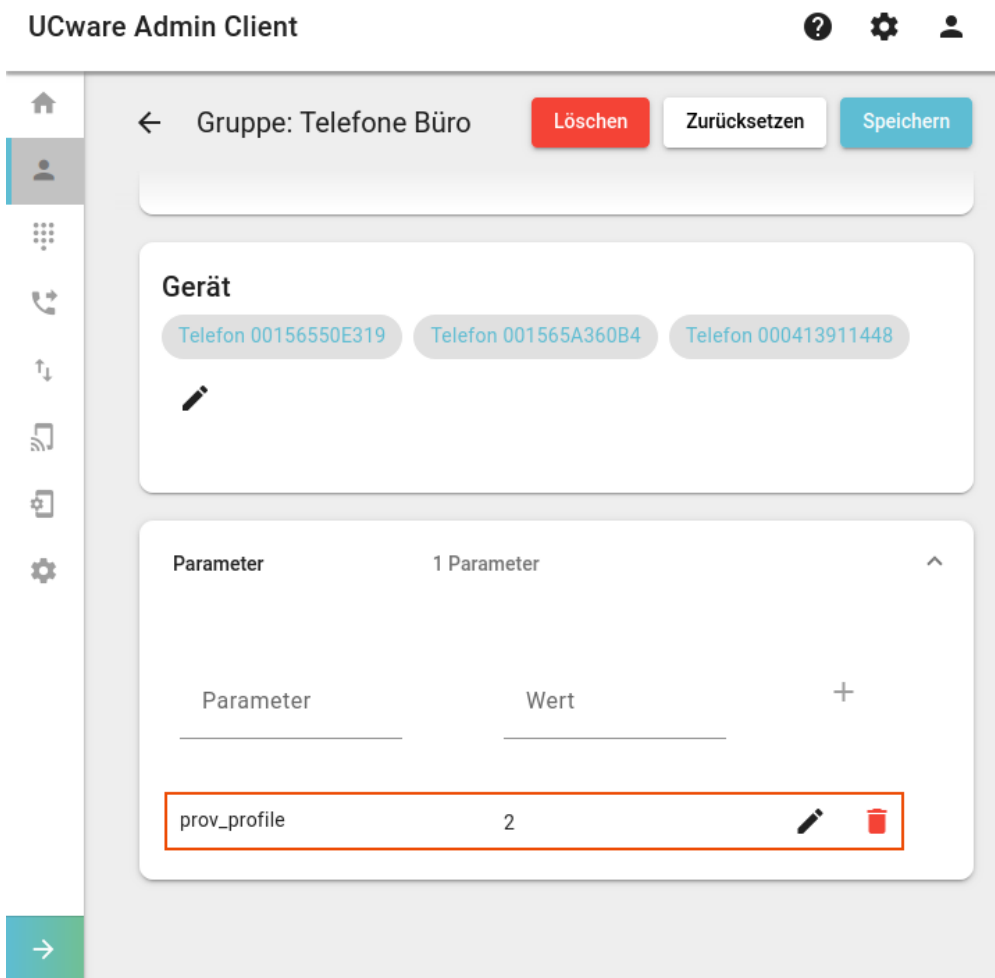 UCware Admin Client
Gruppe: Telefone Büro
Löschen
Zurücksetzen
Speichern
Gerät
Telefon 00156550E319
Telefon 001565A360B4
Telefon 000413911448
Parameter
1 Parameter
Parameter
Wert
prov_profile
2